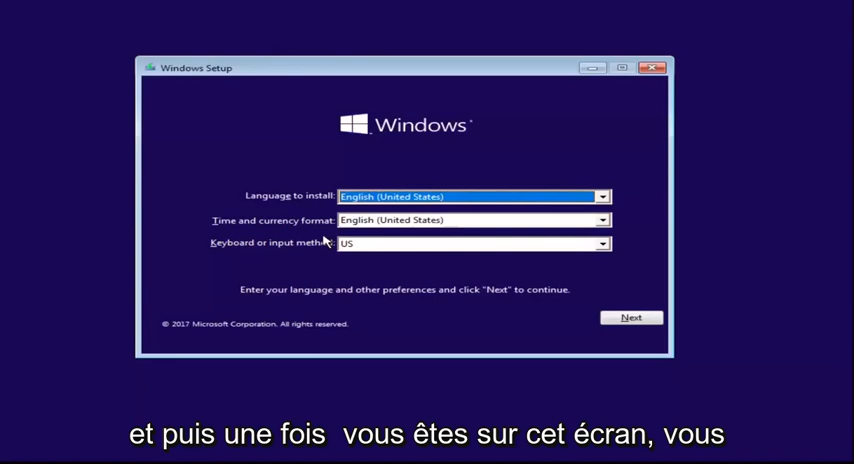 Windows Setup
Windows
Language to install: English (United States)
Time and currency format: English (United States)
Keyboard or input method: US
Enter your language and other preferences and click "Next" to continue.
Next
© 2017 Microsoft Corporation. All rights reserved.
et puis une fois vous êtes sur cet écran, vous